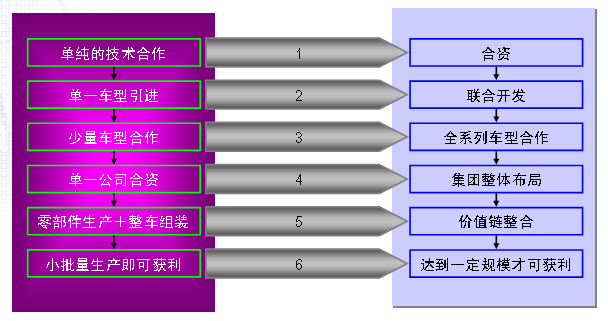 单纯的技术合作 1 合资
单一车型引进 2 联合开发
少量车型合作 3 全系列车型合作
单一公司合资 4 集团整体布局
零部件生产＋整车组装 5 价值链整合
小批量生产即可获利 6 达到一定规模才可获利